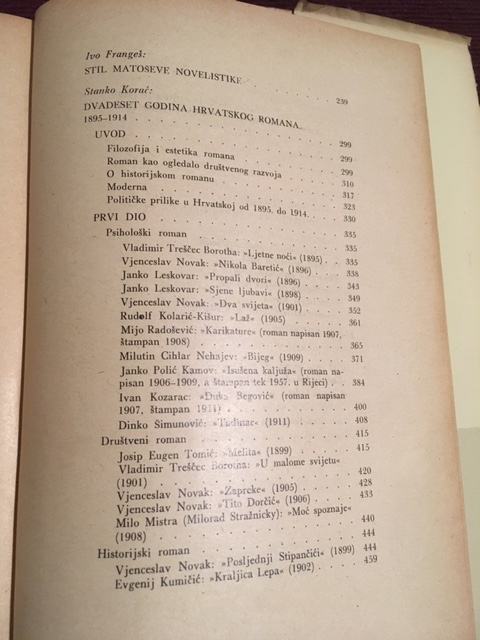 Ivo Frangeš:
STIL MATOŠEVE NOVELISTIKE . . . . . . . 239
Stanko Korać:
DVADESET GODINA HRVATSKOG ROMANA
1895–1914 . . . . . . . . . . . . 299
UVOD . . . . . . . . . . . . 299
Filozofija i estetika romana . . . . . . 299
Roman kao ogledalo društvenog razvoja . . . . 310
O historijskom romanu . . . . . . . 317
Moderna . . . . . . . . . . . 323
Političke prilike u Hrvatskoj od 1895. do 1914. . . 330
PRVI DIO . . . . . . . . . . . 335
Psihološki roman . . . . . . . . . 335
Vladimir Treščec Borotha: »Ljetne noći« (1895) . . 335
Vjenceslav Novak: »Nikola Baretić« (1896) . . . 338
Janko Leskovar: »Propali dvori« (1896) . . . . 343
Janko Leskovar: »Sjene ljubavi« (1898) . . . . 349
Vjenceslav Novak: »Dva svijeta« (1901) . . . . 352
Rudolf Kolarić-Kišur: »Laž« (1905) . . . . . 361
Mijo Radošević: »Karikature« (roman napisan 1907,
štampan 1908) . . . . . . . . . 365
Milutin Cihlar Nehajev: »Bijeg« (1909) . . . . 371
Janko Polić Kamov: »Isušena kaljuža« (roman na-
pisan 1906–1909, a štampan tek 1957. u Rijeci) . . 384
Ivan Kozarac: »Đuka Begović« (roman napisan
1907, štampan 1911) . . . . . . . 400
Dinko Šimunović: »Tuđinac« (1911) . . . . . 408
Društveni roman . . . . . . . . . 415
Josip Eugen Tomić: »Melita« (1899) . . . . . 415
Vladimir Treščec Borotha: »U malome svijetu«
(1901) . . . . . . . . . . . 420
Vjenceslav Novak: »Zapreke« (1905) . . . . . 428
Vjenceslav Novak: »Tito Dorčić« (1906) . . . . 433
Milo Mistra (Milorad Stražnicky): »Moć spoznaje«
(1908) . . . . . . . . . . . 440
Historijski roman . . . . . . . . . 444
Vjenceslav Novak: »Posljednji Stipančići« (1899) . 444
Evgenij Kumičić: »Kraljica Lepa« (1902) . . . . 459